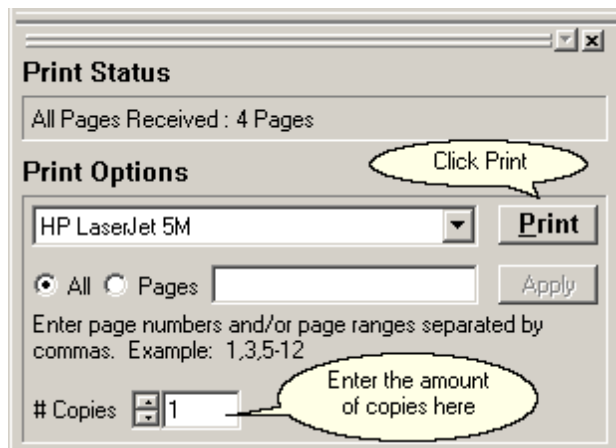 Print Status
All Pages Received : 4 Pages
Click Print
Print Options
HP LaserJet 5M
Print
All
Pages
Apply
Enter page numbers and/or page ranges separated by
commas. Example: 1,3,5-12
Enter the amount
of copies here
# Copies
1